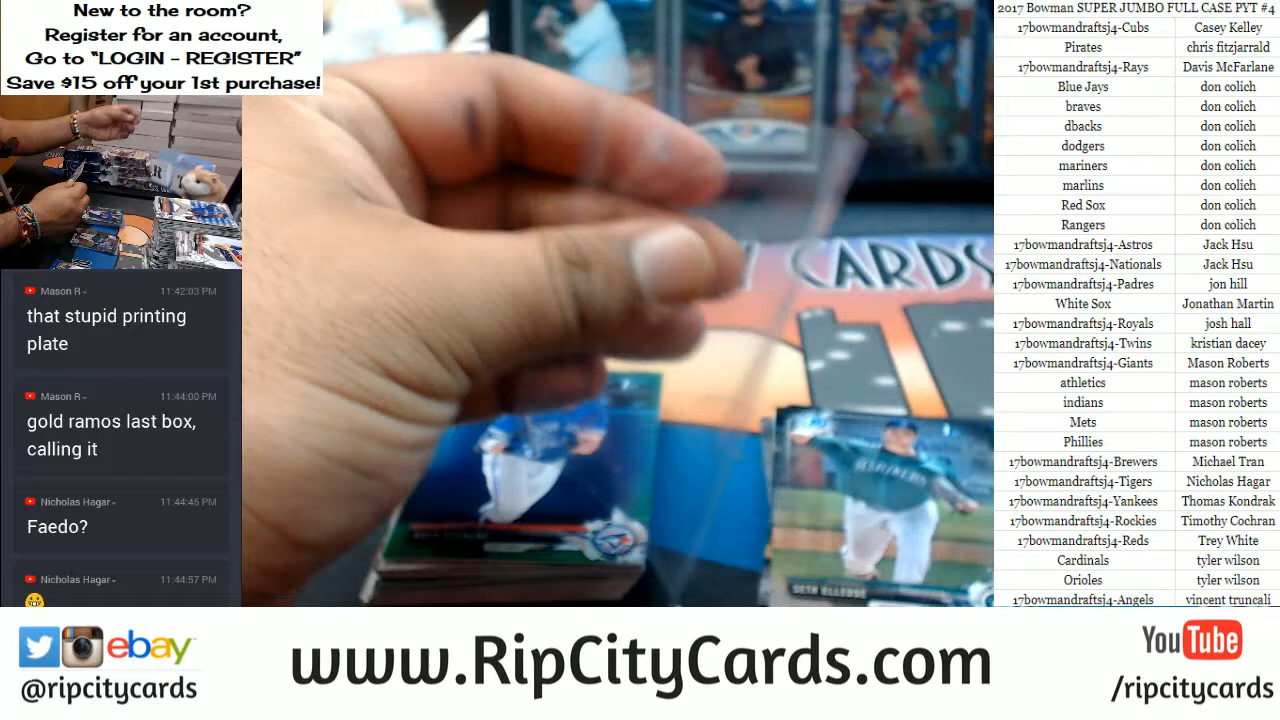 New to the room?
Register for an account,
Go to “LOGIN - REGISTER”
Save $15 off your 1st purchase!
Mason R
11:42:03 PM
that stupid printing
plate
Mason R
11:44:00 PM
gold ramos last box,
calling it
Nicholas Hagar
11:44:45 PM
Faedo?
Nicholas Hagar
11:44:57 PM
CARDS
SETH ELLEDGE
2017 Bowman SUPER JUMBO FULL CASE PYT #4
17bowmandraftsj4-Cubs Casey Kelley
Pirates chris fitzjarrald
17bowmandraftsj4-Rays Davis McFarlane
Blue Jays don colich
braves don colich
dbacks don colich
dodgers don colich
mariners don colich
marlins don colich
Red Sox don colich
Rangers don colich
17bowmandraftsj4-Astros Jack Hsu
17bowmandraftsj4-Nationals Jack Hsu
17bowmandraftsj4-Padres jon hill
White Sox Jonathan Martin
17bowmandraftsj4-Royals josh hall
17bowmandraftsj4-Twins kristian dacey
17bowmandraftsj4-Giants Mason Roberts
athletics mason roberts
indians mason roberts
Mets mason roberts
Phillies mason roberts
17bowmandraftsj4-Brewers Michael Tran
17bowmandraftsj4-Tigers Nicholas Hagar
17bowmandraftsj4-Yankees Thomas Kondrak
17bowmandraftsj4-Rockies Timothy Cochran
17bowmandraftsj4-Reds Trey White
Cardinals tyler wilson
Orioles tyler wilson
17bowmandraftsj4-Angels vincent truncali
ebay
@ripcitycards
www.RipCityCards.com
YouTube
/ripcitycards